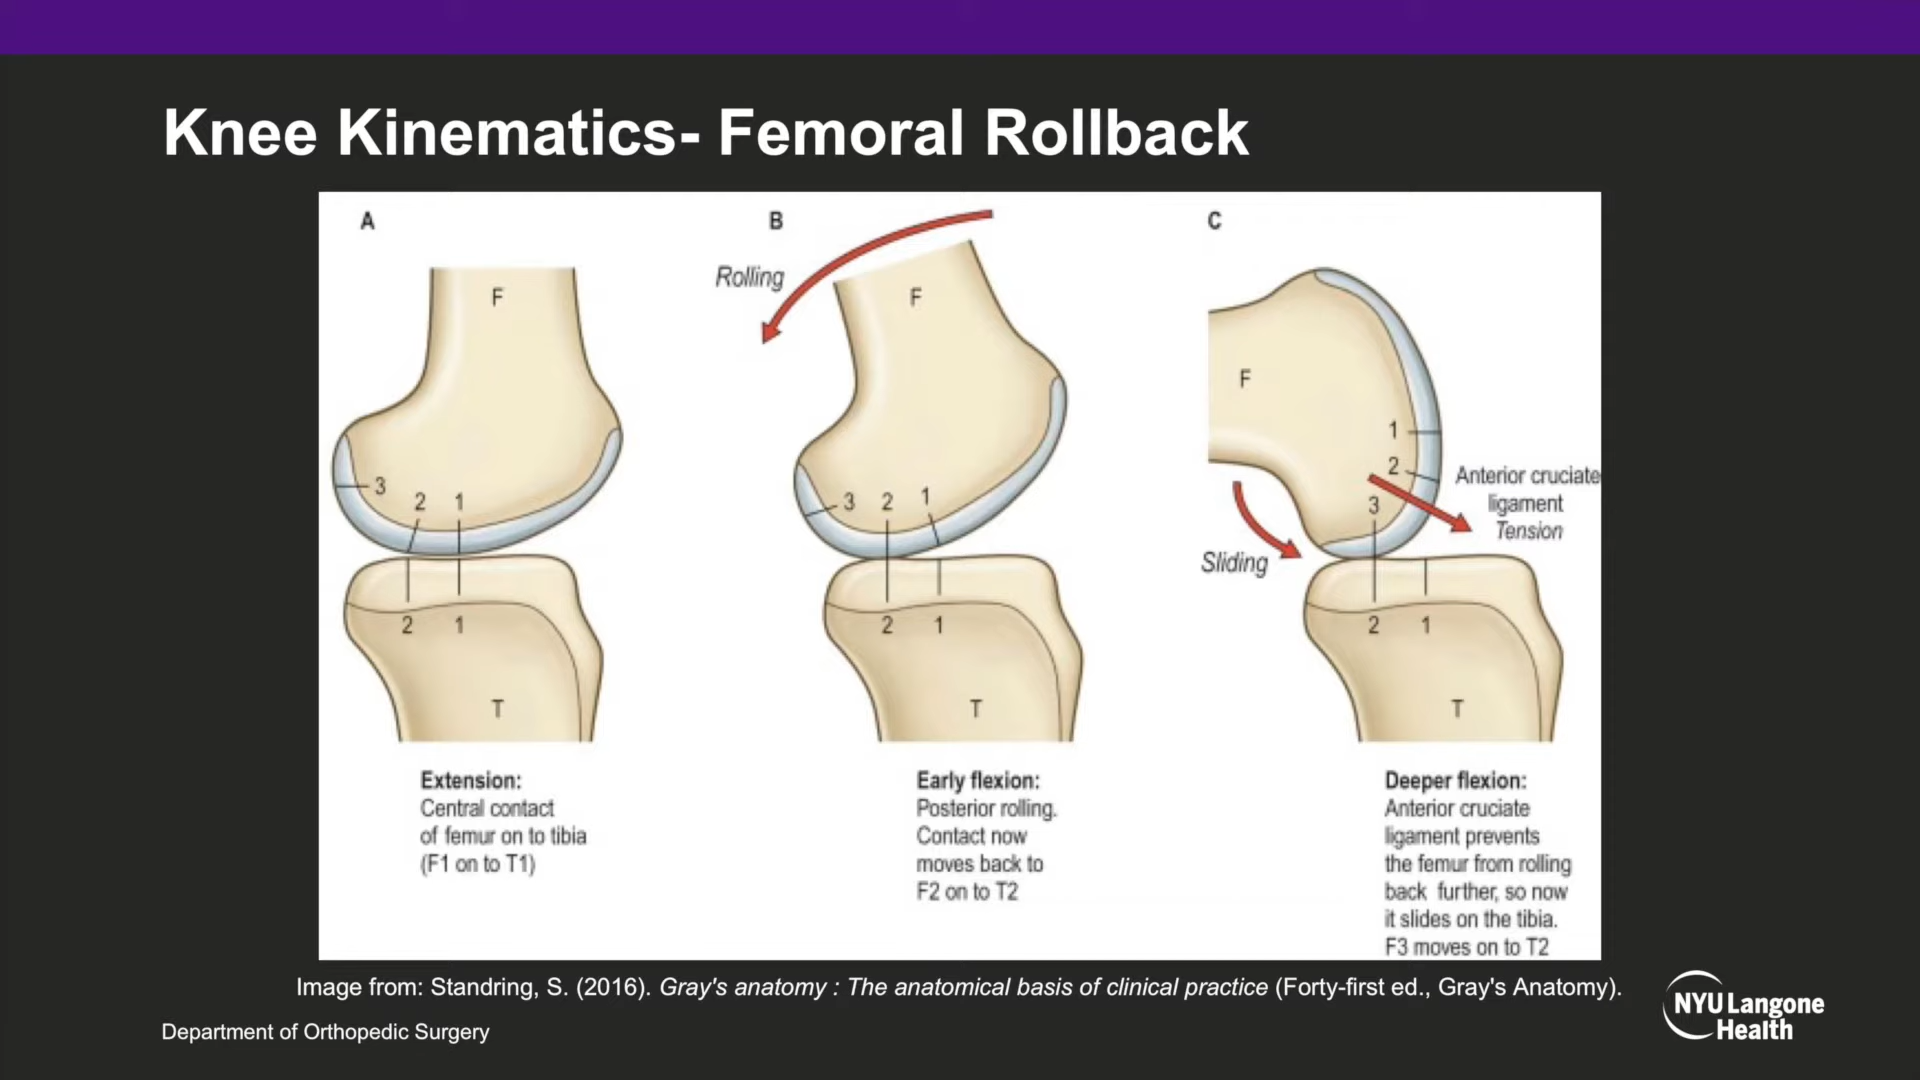 Knee Kinematics- Femoral Rollback
A
F
3
2
1
2
1
T
Extension:
Central contact
of femur on to tibia
(F1 on to T1)
B
Rolling
F
3
2
1
2
1
T
Early flexion:
Posterior rolling.
Contact now
moves back to
F2 on to T2
C
F
1
2
3
Anterior cruciate
ligament
Tension
Sliding
2
1
T
Deeper flexion:
Anterior cruciate
ligament prevents
the femur from rolling
back further, so now
it slides on the tibia.
F3 moves on to T2
Image from: Standring, S. (2016). Gray's anatomy : The anatomical basis of clinical practice (Forty-first ed., Gray's Anatomy).
Department of Orthopedic Surgery
NYU Langone
Health